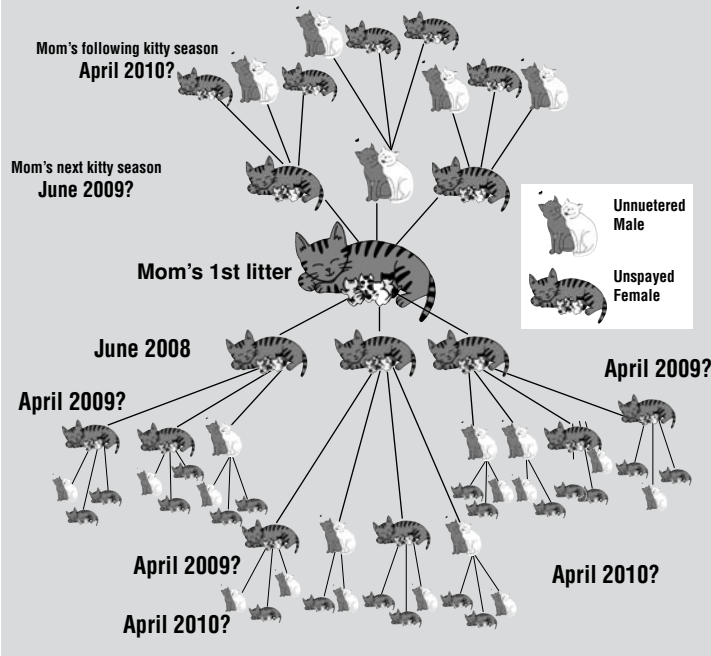 Mom's following kitty season
April 2010?
Mom's next kitty season
June 2009?
Unnuetered
Male
Unspayed
Female
Mom's 1st litter
June 2008
April 2009?
April 2009?
April 2009?
April 2010?
April 2010?